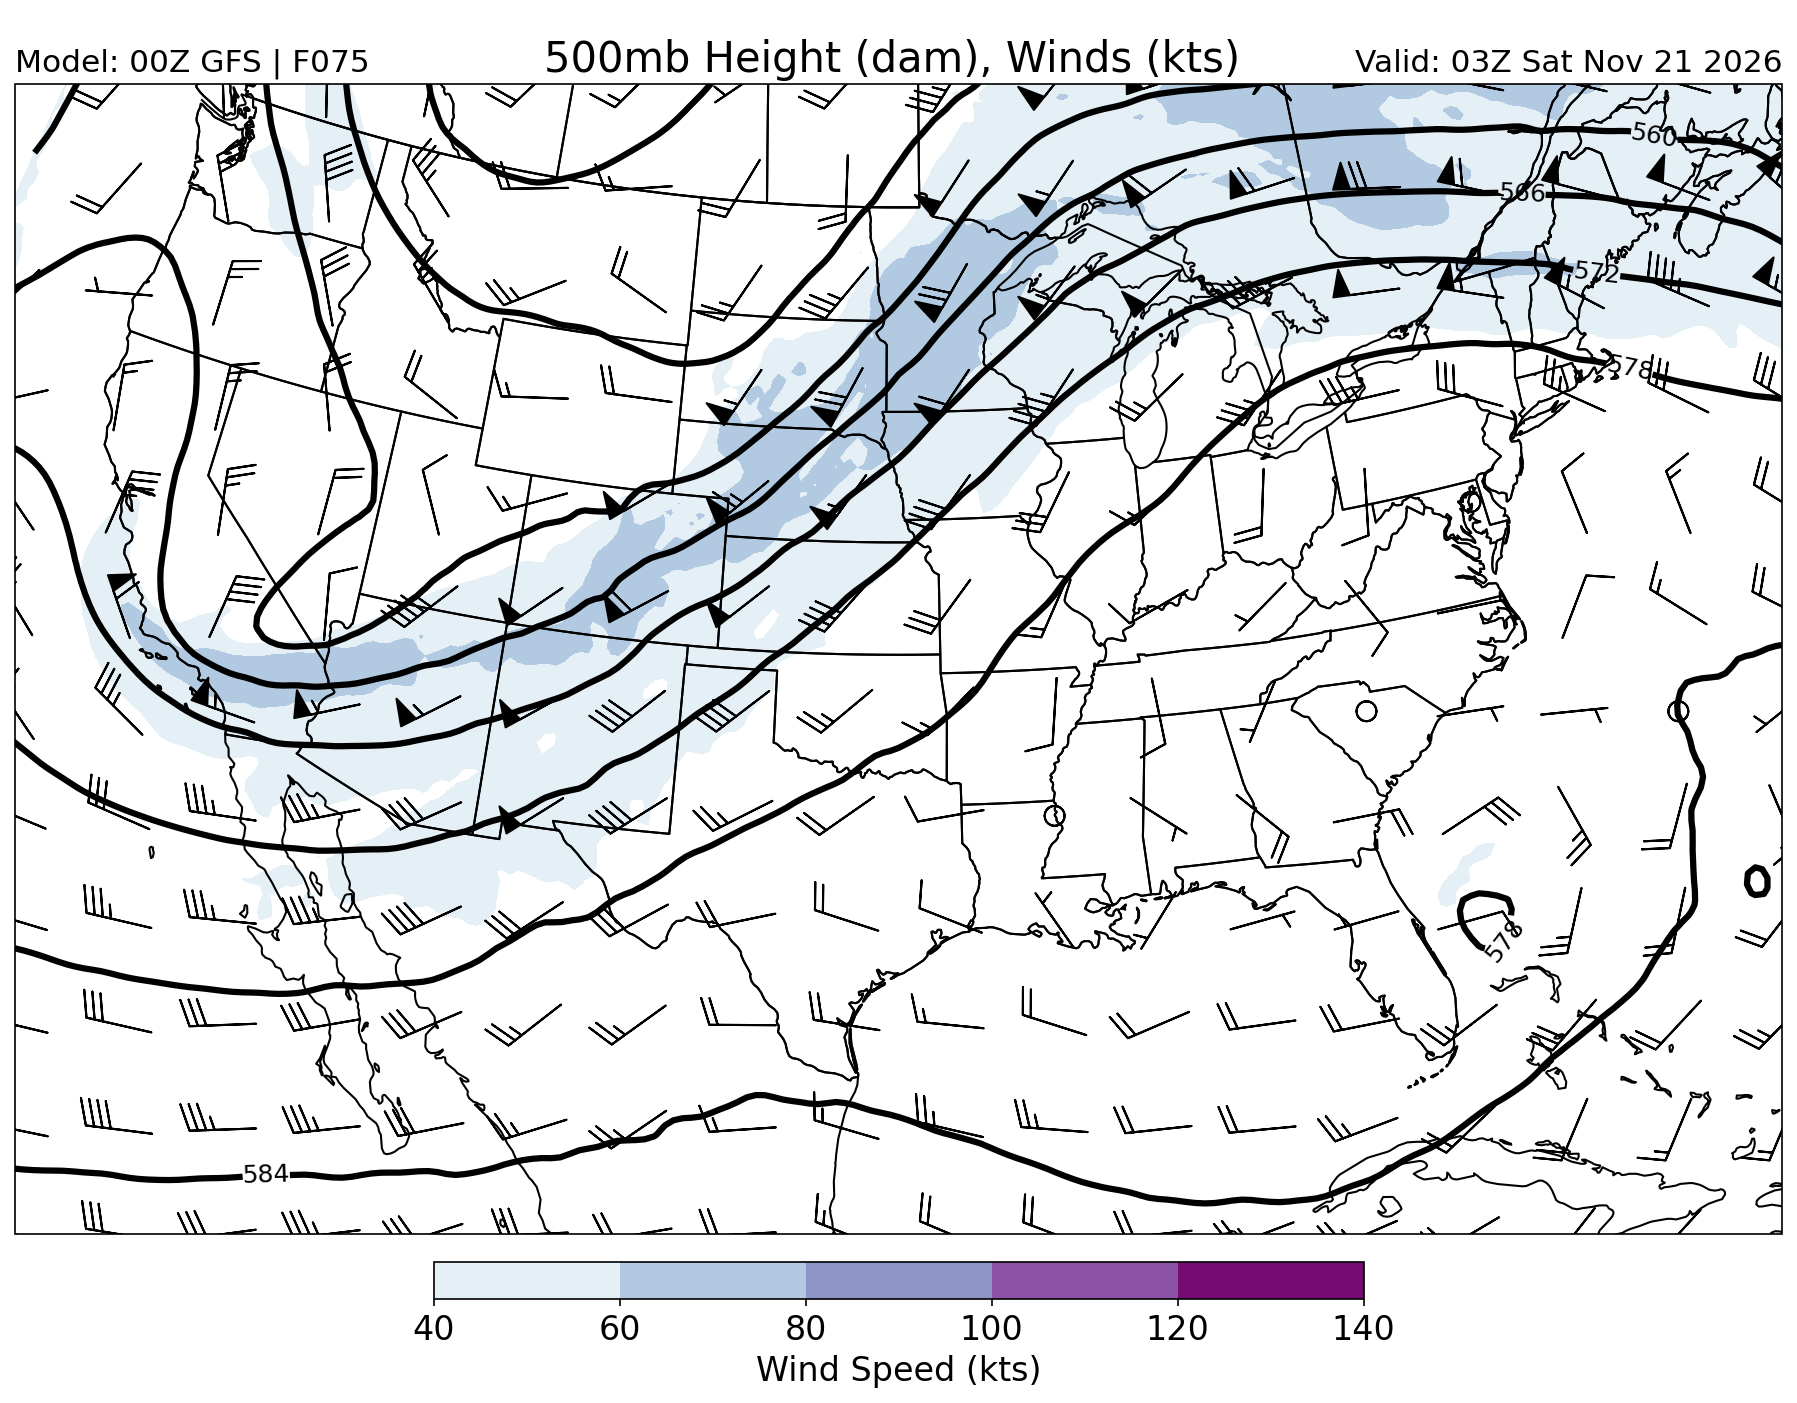 Model: 00Z GFS | F075
500mb Height (dam), Winds (kts)
Valid: 03Z Sat Nov 21 2026
560
566
572
578
578
584
40 60 80 100 120 140
Wind Speed (kts)